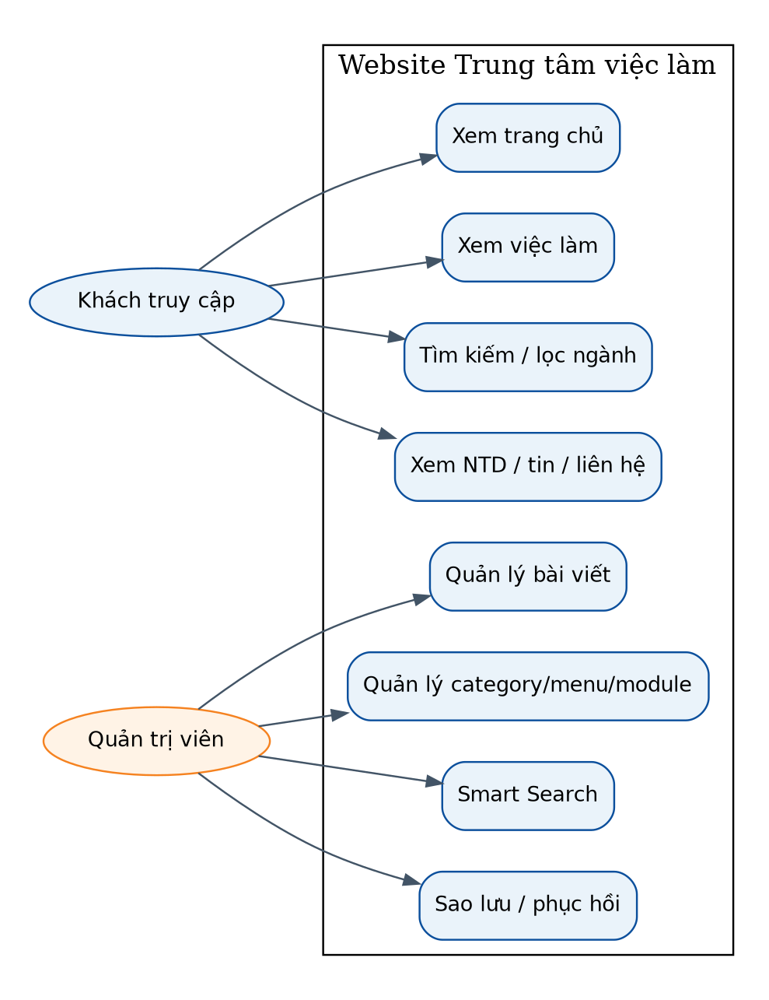 Website Trung tâm việc làm
Xem trang chủ
Xem việc làm
Khách truy cập
Tìm kiếm / lọc ngành
Xem NTD / tin / liên hệ
Quản lý bài viết
Quản lý category/menu/module
Quản trị viên
Smart Search
Sao lưu / phục hồi